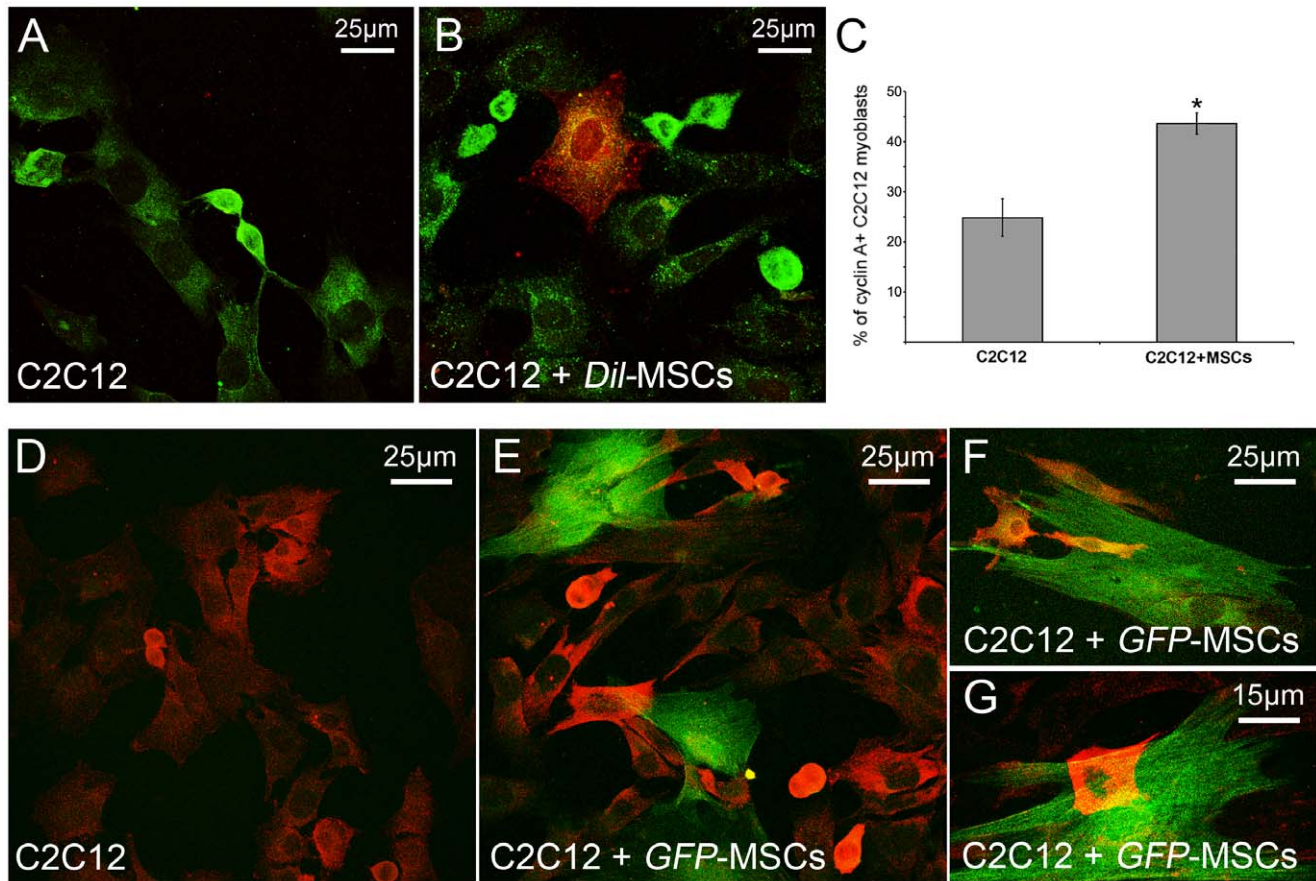 A
25µm
C2C12
B
25µm
C2C12 + Dil-MSCs
C
% of cyclin A+ C2C12 myoblasts
50
40
30
20
10
*
C2C12
C2C12+MSCs
D
25µm
C2C12
E
25µm
C2C12 + GFP-MSCs
F
25µm
C2C12 + GFP-MSCs
G
15µm
C2C12 + GFP-MSCs